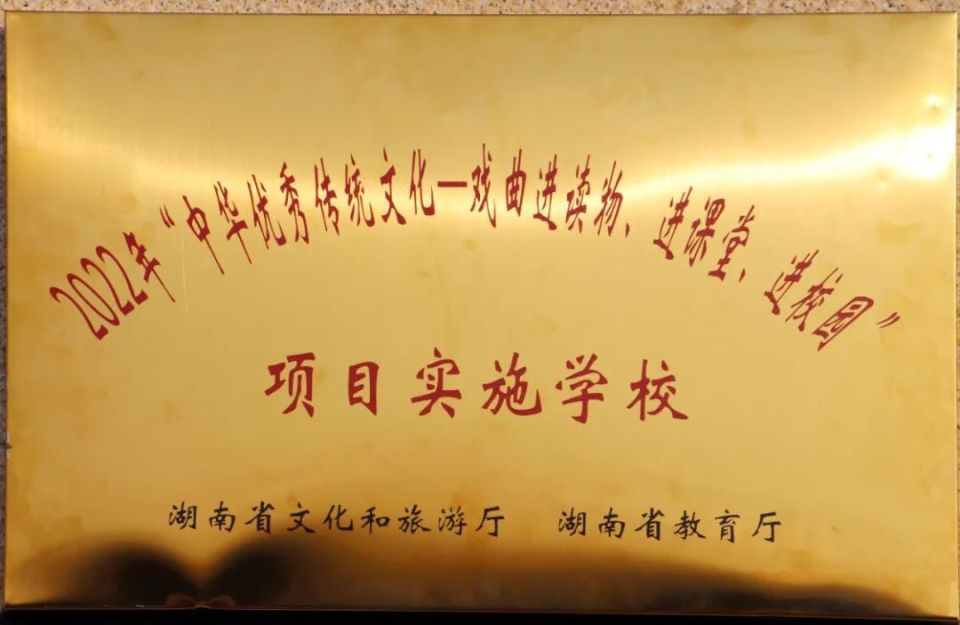 2022年“中华优秀传统文化—戏曲进读物、进课堂、进校园”
项目实施学校
湖南省文化和旅游厅 湖南省教育厅